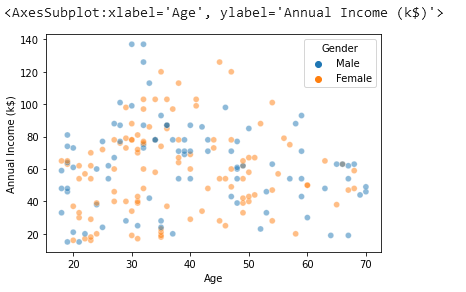 <AxesSubplot:xlabel='Age', ylabel='Annual Income (k$)'>
140
120
100
80
60
40
20
Annual Income (k$)
Gender
Male
Female
20 30 40 50 60 70
Age